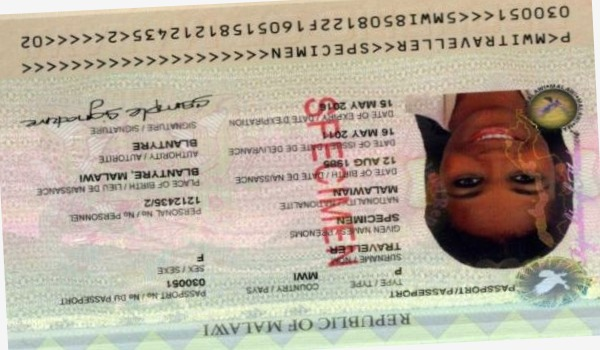 REPUBLIC OF MALAWI
PASSPORT/PASSEPORT
TYPE / TYPE
P
COUNTRY / PAYS
MWI
PASSPORT No / No DU PASSEPORT
030051
SURNAME / NOM
TRAVELLER
SEX / SEXE
F
GIVEN NAMES / PRENOMS
SPECIMEN
PERSONAL No / No PERSONNEL
1212435/2
NATIONALITY / NATIONALITE
MALAWIAN
PLACE OF BIRTH / LIEU DE NAISSANCE
BLANTYRE, MALAWI
DATE OF BIRTH / DATE DE NAISSANCE
12 AUG 1985
AUTHORITY / AUTORITE
BLANTYRE
DATE OF ISSUE / DATE DE DELIVRANCE
16 MAY 2011
SIGNATURE / SIGNATURE
sample signature
DATE OF EXPIRY / DATE D'EXPIRATION
15 MAY 2016
SPECIMEN
P<MWITRAVELLER<<SPECIMEN<<<<<<<<<<<<<<<<<<<<
030051<<<5MWI8508122F16051581212435<2<<<<<02